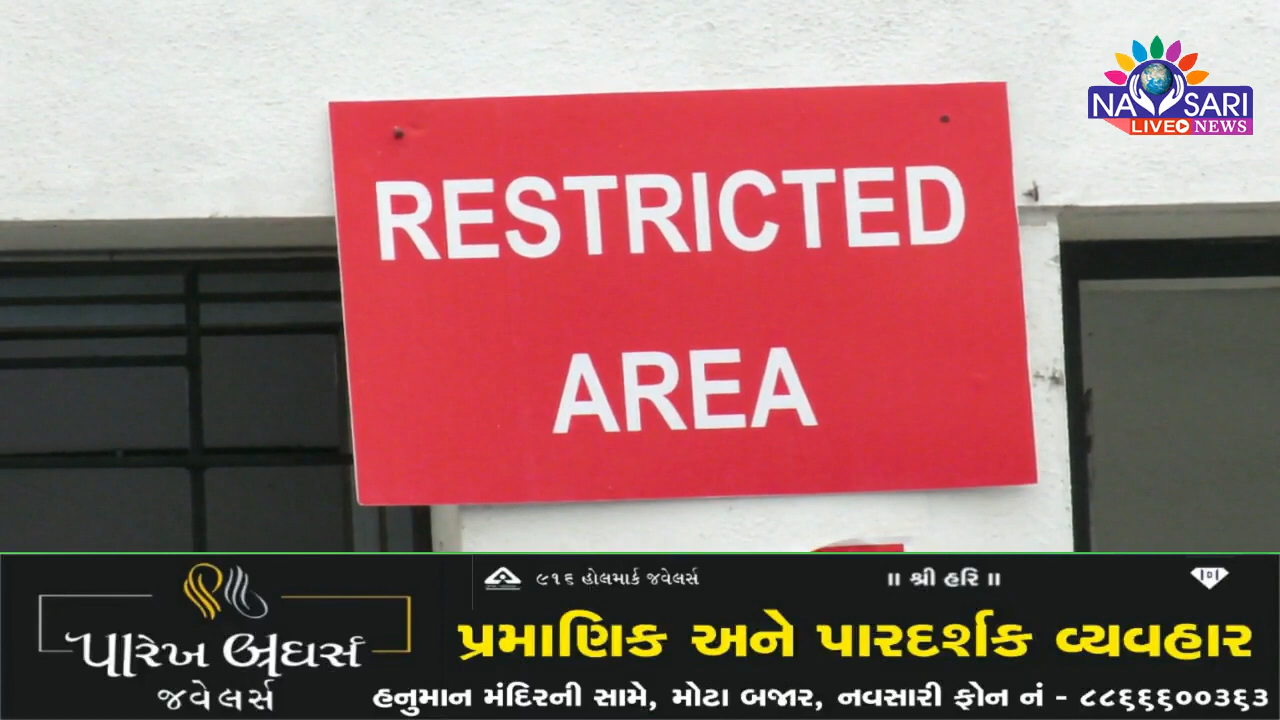 NAVSARI
LIVE NEWS
RESTRICTED
AREA
પારેખ બ્રધર્સ
જવેલર્સ
૯૧૬ હોલમાર્ક જવેલર્સ
॥ શ્રી હરિ ॥
પ્રમાણિક અને પારદર્શક વ્યવહાર
હનુમાન મંદિરની સામે, મોટા બજાર, નવસારી ફોન નં - ૮૮૬૬૬૦૦૩૬૩